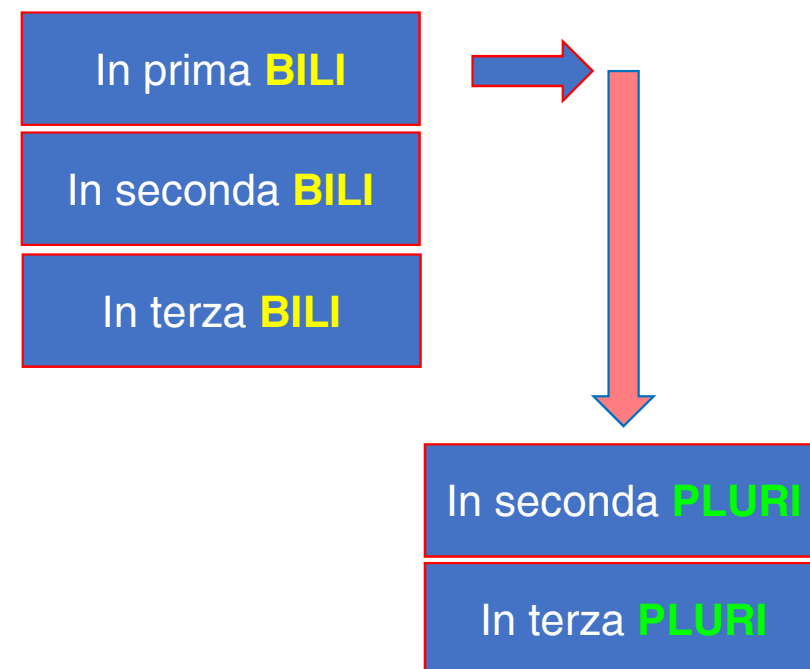 In prima BILI
In seconda BILI
In terza BILI
In seconda PLURI
In terza PLURI